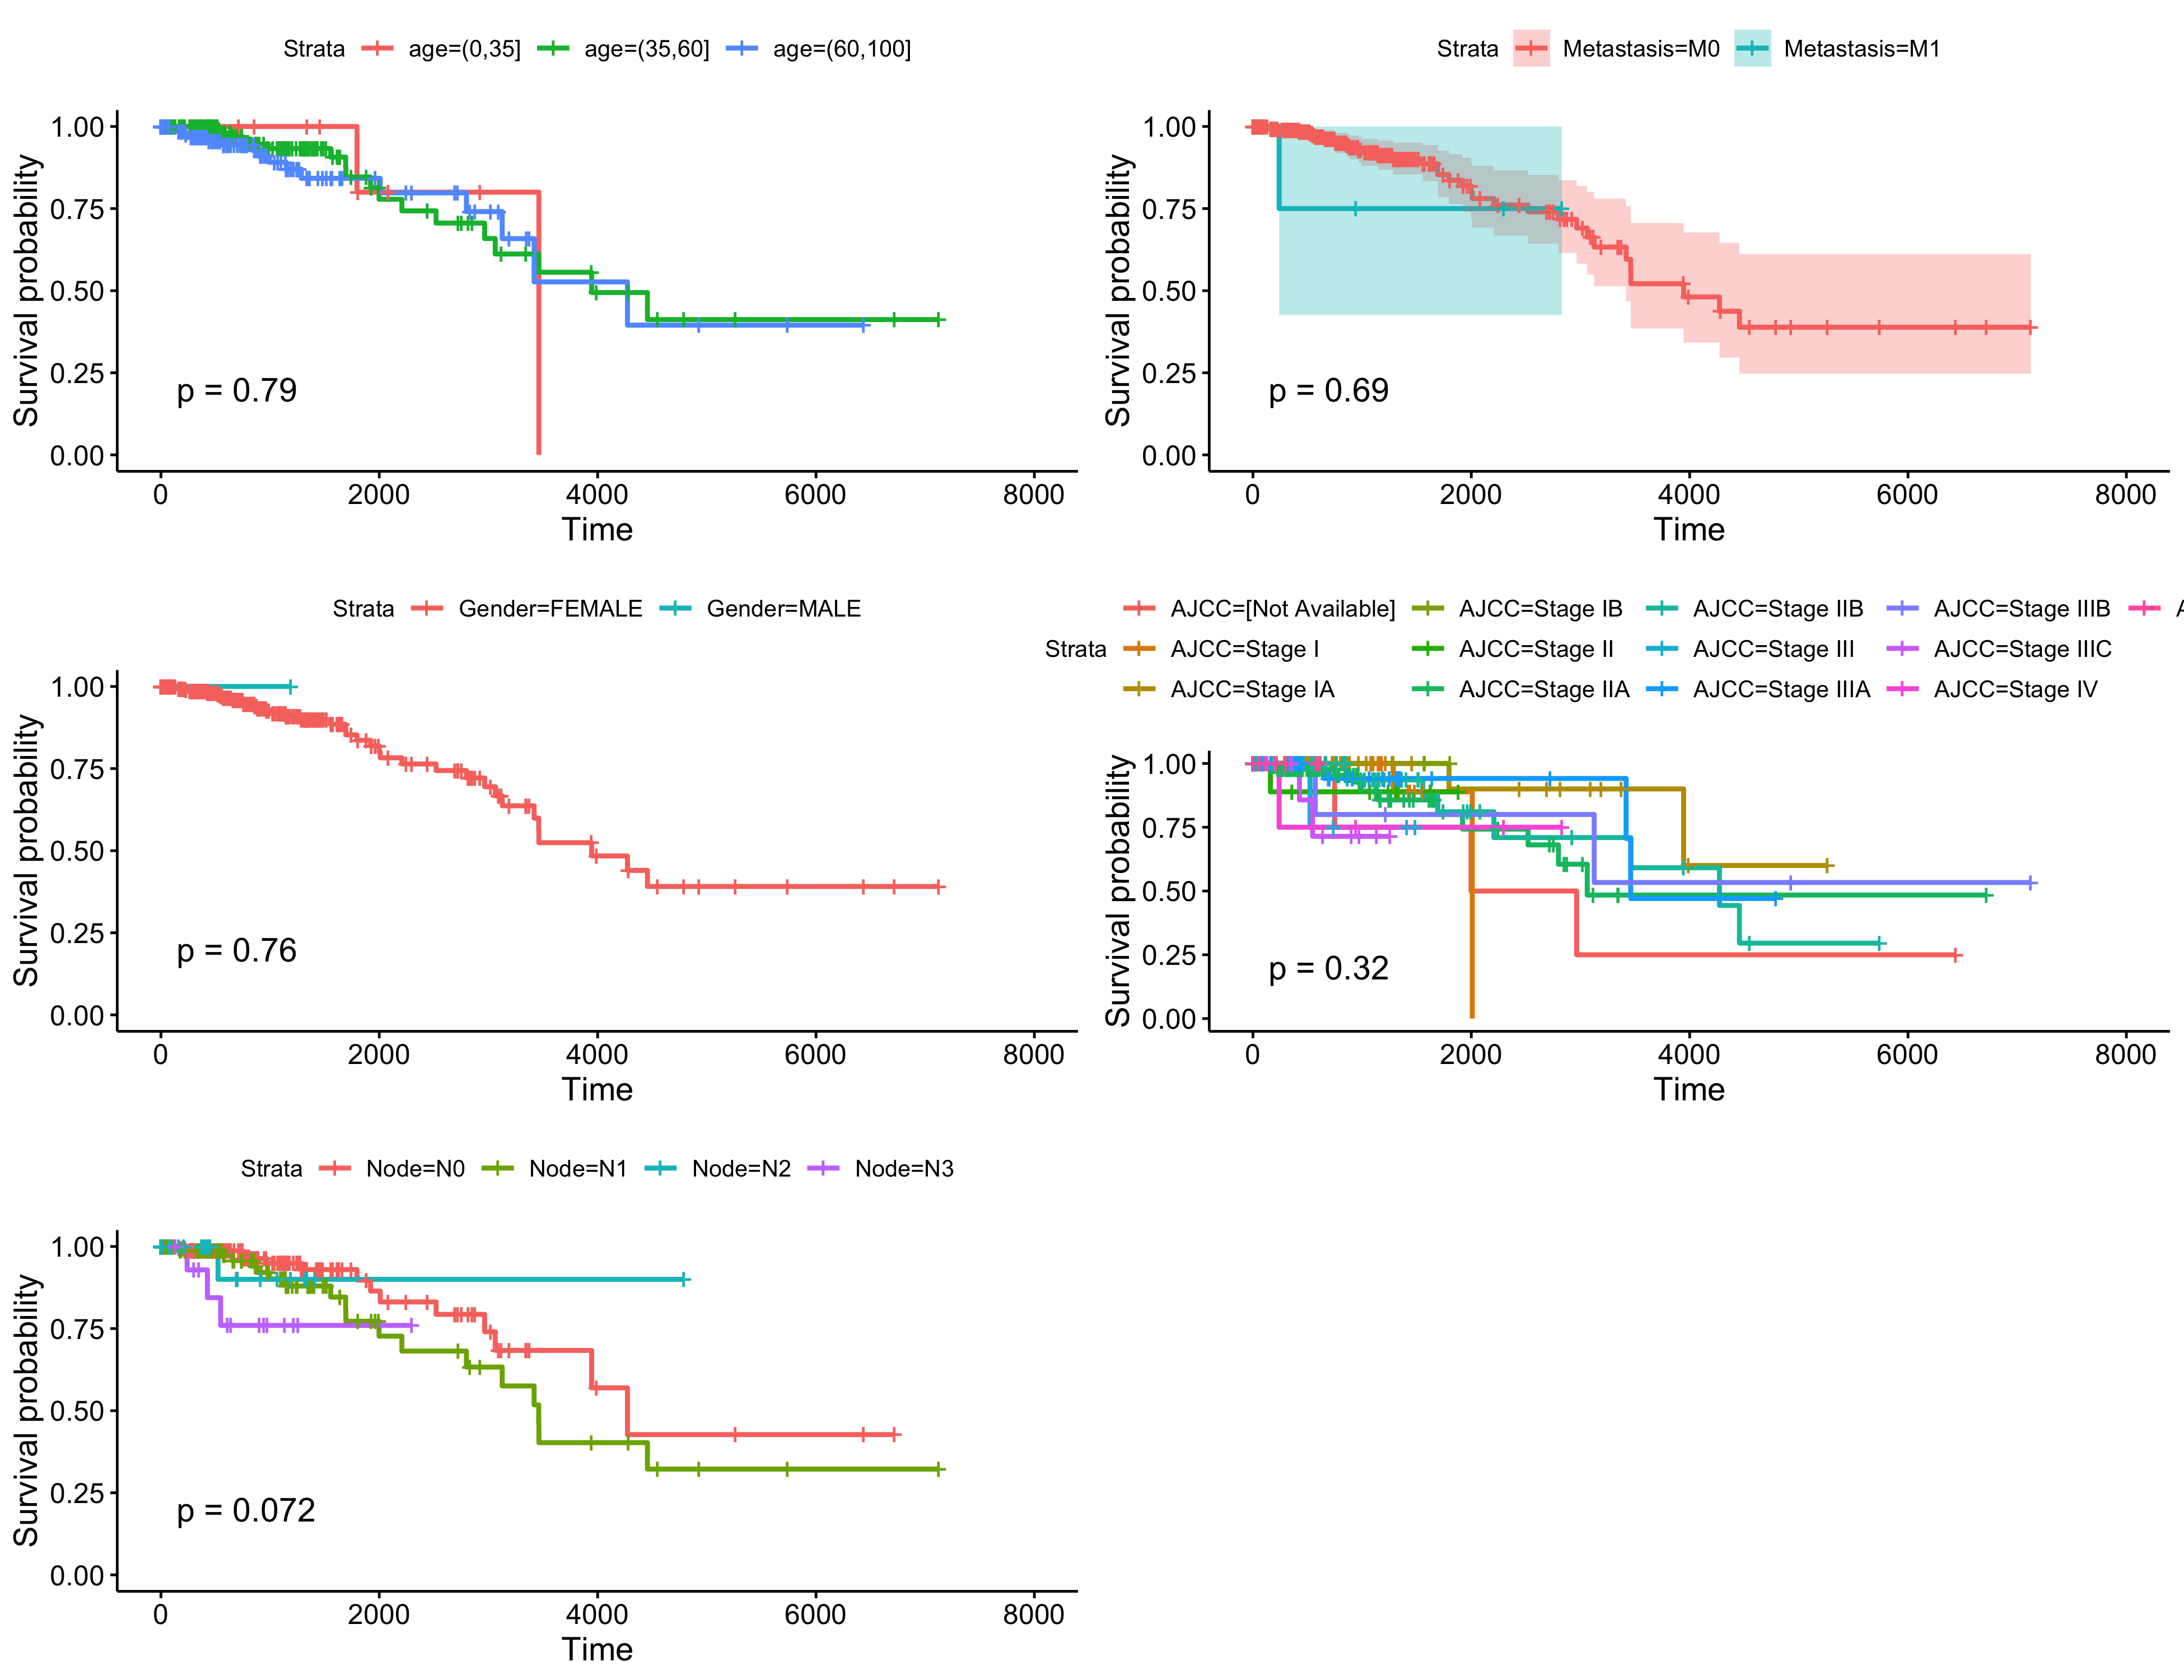 Strata age=(0,35] age=(35,60] age=(60,100]
Survival probability
1.00
0.75
0.50
0.25
0.00
p = 0.79
0 2000 4000 6000 8000
Time
Strata Metastasis=M0 Metastasis=M1
Survival probability
1.00
0.75
0.50
0.25
0.00
p = 0.69
0 2000 4000 6000 8000
Time
Strata Gender=FEMALE Gender=MALE
Survival probability
1.00
0.75
0.50
0.25
0.00
p = 0.76
0 2000 4000 6000 8000
Time
AJCC=[Not Available] AJCC=Stage IB AJCC=Stage IIB AJCC=Stage IIIB
Strata AJCC=Stage I AJCC=Stage II AJCC=Stage III AJCC=Stage IIIC
AJCC=Stage IA AJCC=Stage IIA AJCC=Stage IIIA AJCC=Stage IV
Survival probability
1.00
0.75
0.50
0.25
0.00
p = 0.32
0 2000 4000 6000 8000
Time
Strata Node=N0 Node=N1 Node=N2 Node=N3
Survival probability
1.00
0.75
0.50
0.25
0.00
p = 0.072
0 2000 4000 6000 8000
Time